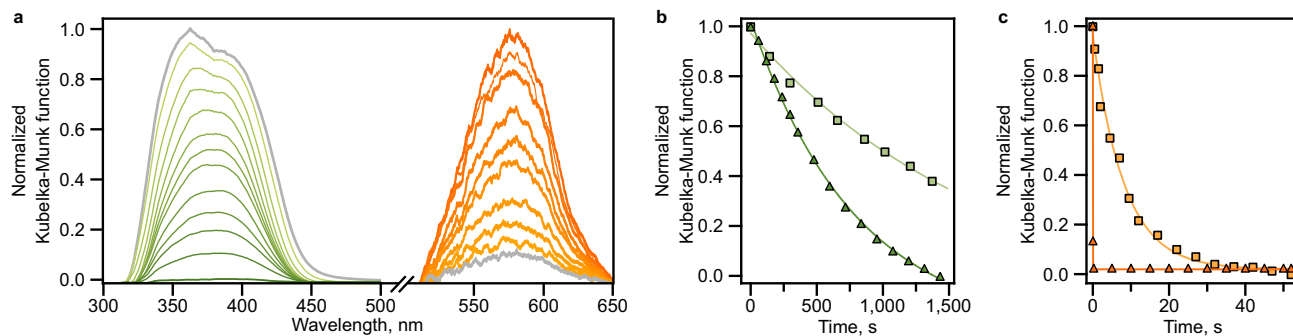 a
Normalized
Kubelka-Munk function
1.0
0.8
0.6
0.4
0.2
0.0
300 350 400 450 500 550 600 650
Wavelength, nm
b
Normalized
Kubelka-Munk function
1.0
0.8
0.6
0.4
0.2
0.0
0 500 1,000 1,500
Time, s
c
Normalized
Kubelka-Munk function
1.0
0.8
0.6
0.4
0.2
0.0
0 20 40
Time, s